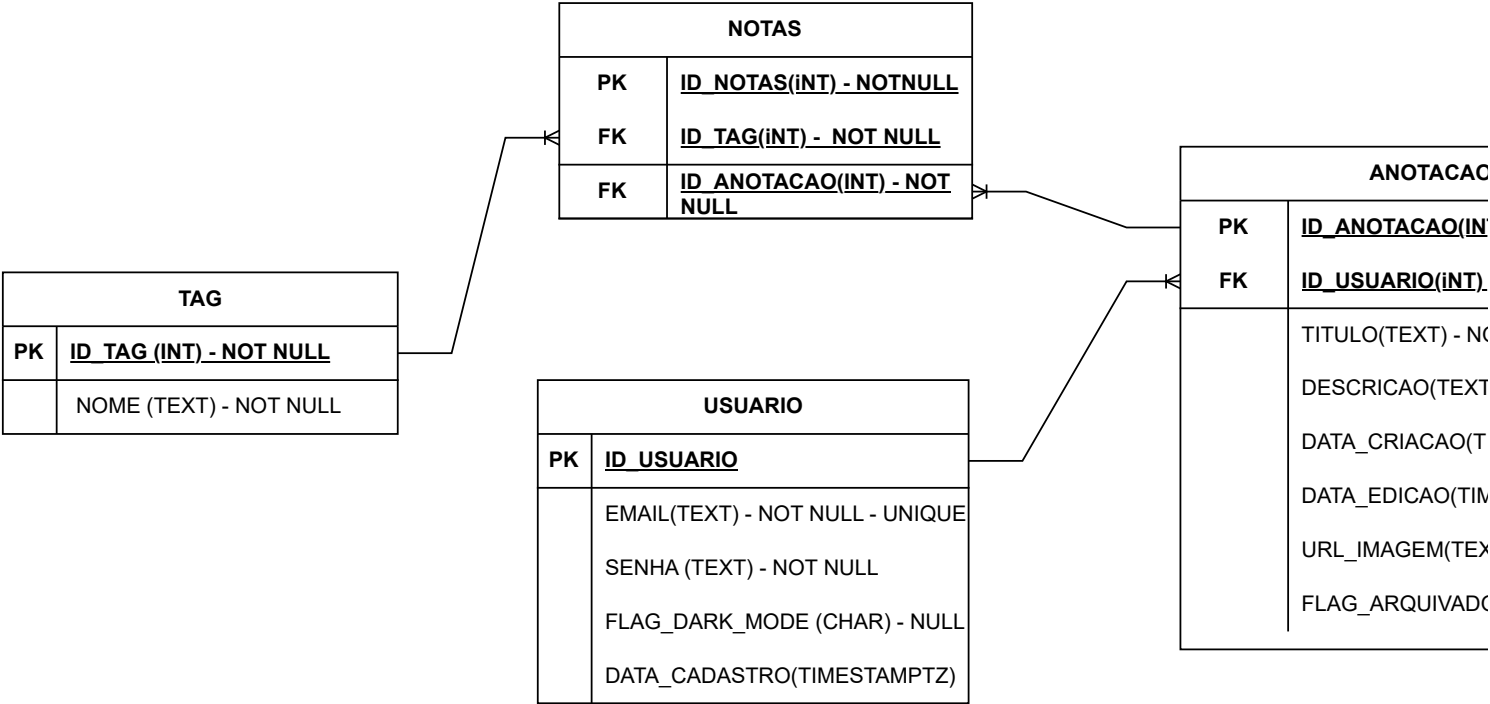 NOTAS
PK ID_NOTAS(iNT) - NOTNULL
FK ID_TAG(iNT) - NOT NULL
FK ID_ANOTACAO(INT) - NOT
NULL
TAG
PK ID_TAG (INT) - NOT NULL
NOME (TEXT) - NOT NULL
USUARIO
PK ID_USUARIO
EMAIL(TEXT) - NOT NULL - UNIQUE
SENHA (TEXT) - NOT NULL
FLAG_DARK_MODE (CHAR) - NULL
DATA_CADASTRO(TIMESTAMPTZ)
ANOTACAO
PK ID_ANOTACAO(IN
FK ID_USUARIO(iNT)
TITULO(TEXT) - N
DESCRICAO(TEXT
DATA_CRIACAO(T
DATA_EDICAO(TIM
URL_IMAGEM(TEX
FLAG_ARQUIVADO